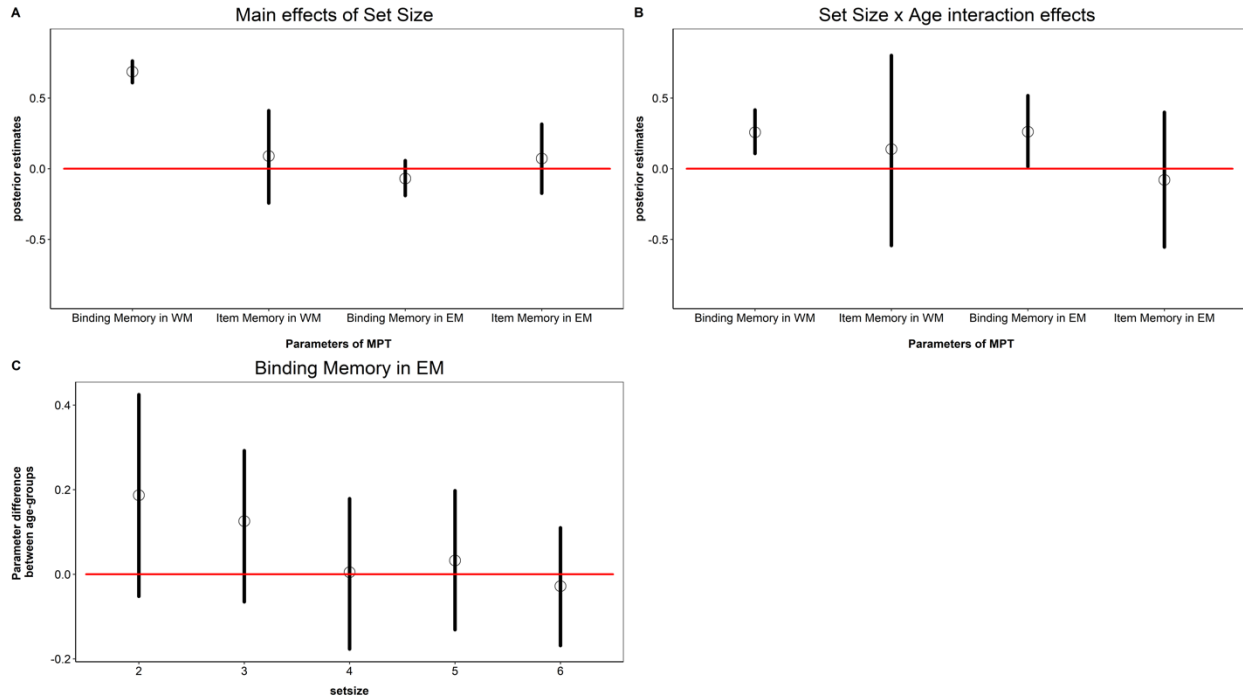 A
Main effects of Set Size
posterior estimates
0.5
0.0
-0.5
Binding Memory in WM
Item Memory in WM
Binding Memory in EM
Item Memory in EM
Parameters of MPT
B
Set Size x Age interaction effects
posterior estimates
0.5
0.0
-0.5
Binding Memory in WM
Item Memory in WM
Binding Memory in EM
Item Memory in EM
Parameters of MPT
C
Binding Memory in EM
Parameter difference
between age-groups
0.4
0.2
0.0
-0.2
2
3
4
5
6
setsize